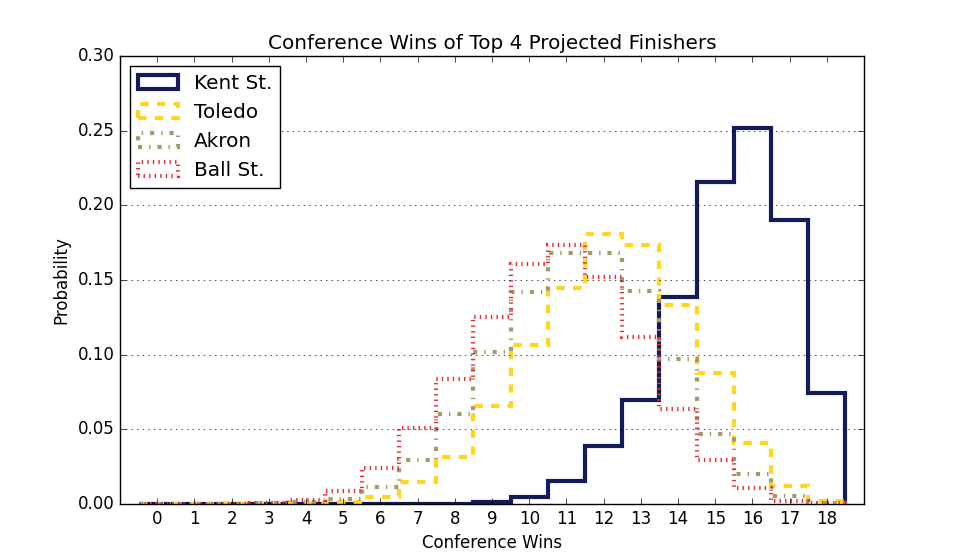 Conference Wins of Top 4 Projected Finishers
0.30
0.25
0.20
0.15
0.10
0.05
0.00
Probability
Kent St.
Toledo
Akron
Ball St.
0 1 2 3 4 5 6 7 8 9 10 11 12 13 14 15 16 17 18
Conference Wins